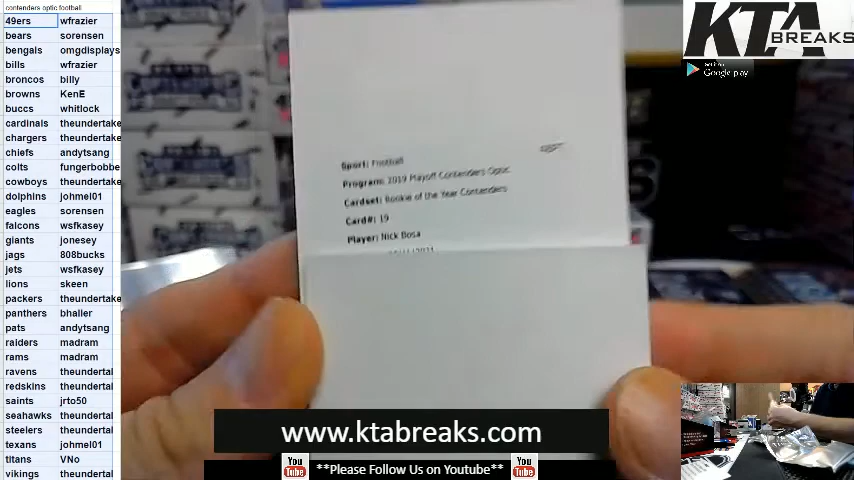 contenders optic football
49ers wfrazier
bears sorensen
bengals omgdisplays
bills wfrazier
broncos billy
browns KenE
buccs whitlock
cardinals theundertake
chargers theundertake
chiefs andytsang
colts fungerbobbe
cowboys theundertake
dolphins johmel01
eagles sorensen
falcons wsfkasey
giants jonesey
jags 808bucks
jets wsfkasey
lions skeen
packers theundertake
panthers bhaller
pats andytsang
raiders madram
rams madram
ravens theundertal
redskins theundertal
saints jrto50
seahawks theundertal
steelers theundertal
texans johmel01
titans VNo
vikings theundertal
Sport: Football
Program: 2019 Playoff Contenders Optic
Cardset: Rookie of the Year Contenders
Card#: 19
Player: Nick Bosa
KTA BREAKS
Google play
www.ktabreaks.com
You Tube **Please Follow Us on Youtube** You Tube